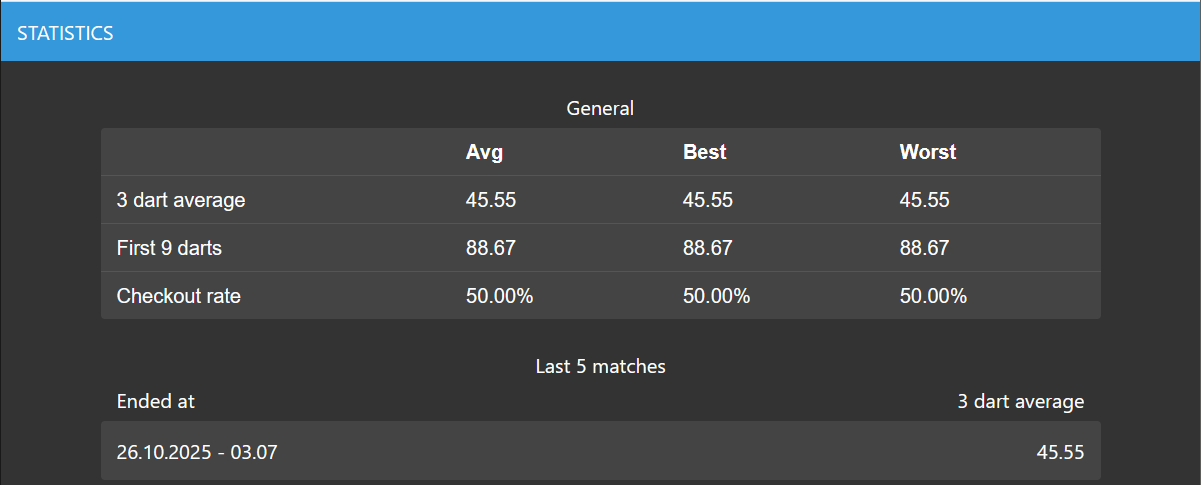 STATISTICS
General
Avg Best Worst
3 dart average 45.55 45.55 45.55
First 9 darts 88.67 88.67 88.67
Checkout rate 50.00% 50.00% 50.00%
Last 5 matches
Ended at 3 dart average
26.10.2025 - 03.07 45.55